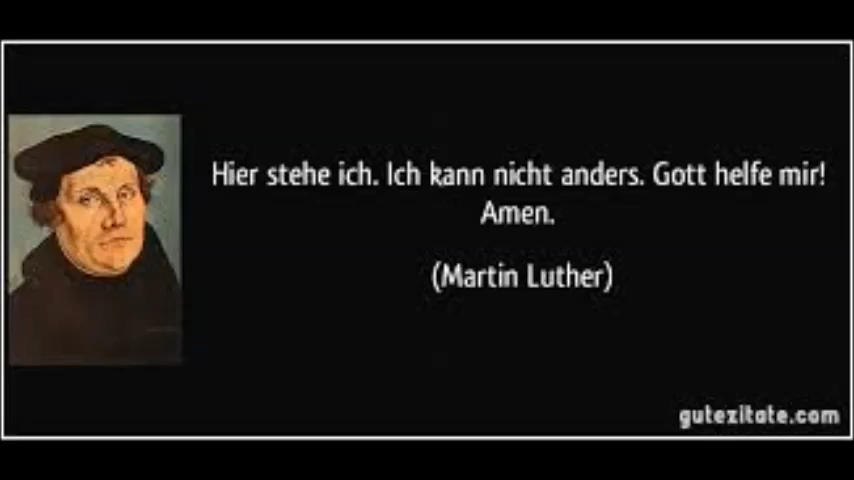 Hier stehe ich. Ich kann nicht anders. Gott helfe mir!
Amen.
(Martin Luther)
gutezitate.com